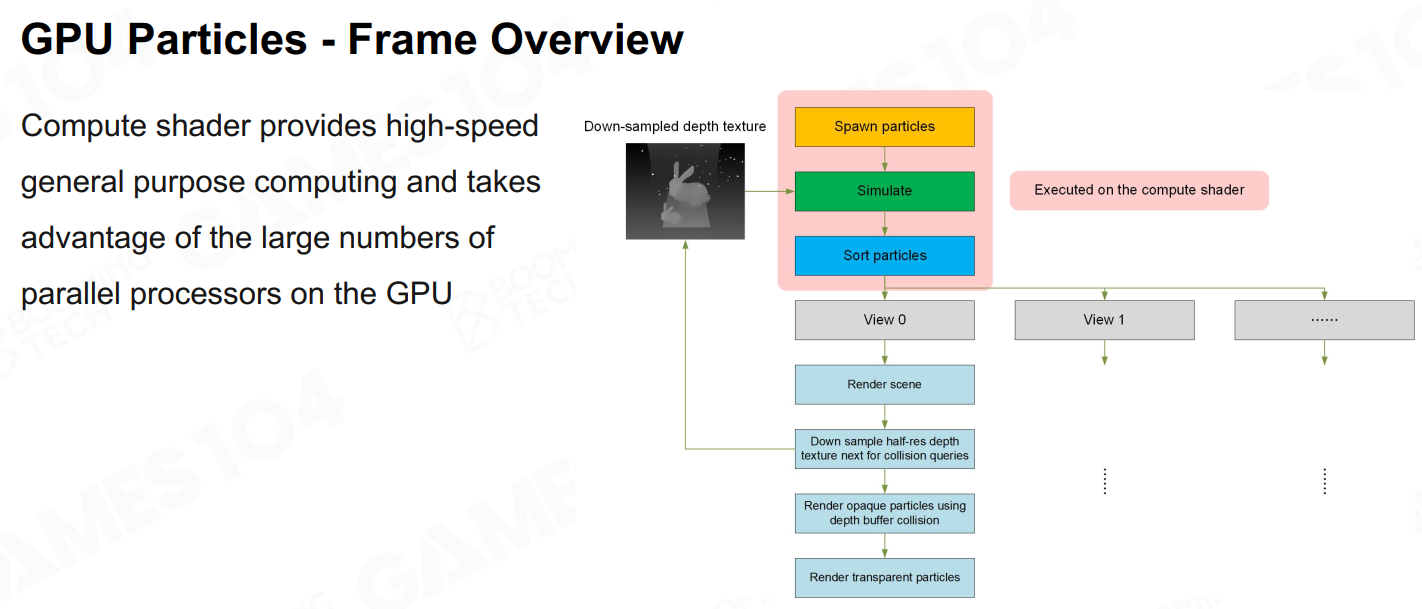 GPU Particles - Frame Overview
Compute shader provides high-speed
general purpose computing and takes
advantage of the large numbers of
parallel processors on the GPU
Down-sampled depth texture
Spawn particles
Simulate
Sort particles
Executed on the compute shader
View 0
View 1
······
Render scene
Down sample half-res depth
texture next for collision queries
Render opaque particles using
depth buffer collision
Render transparent particles
GAMES 104
BOOMING
TECH